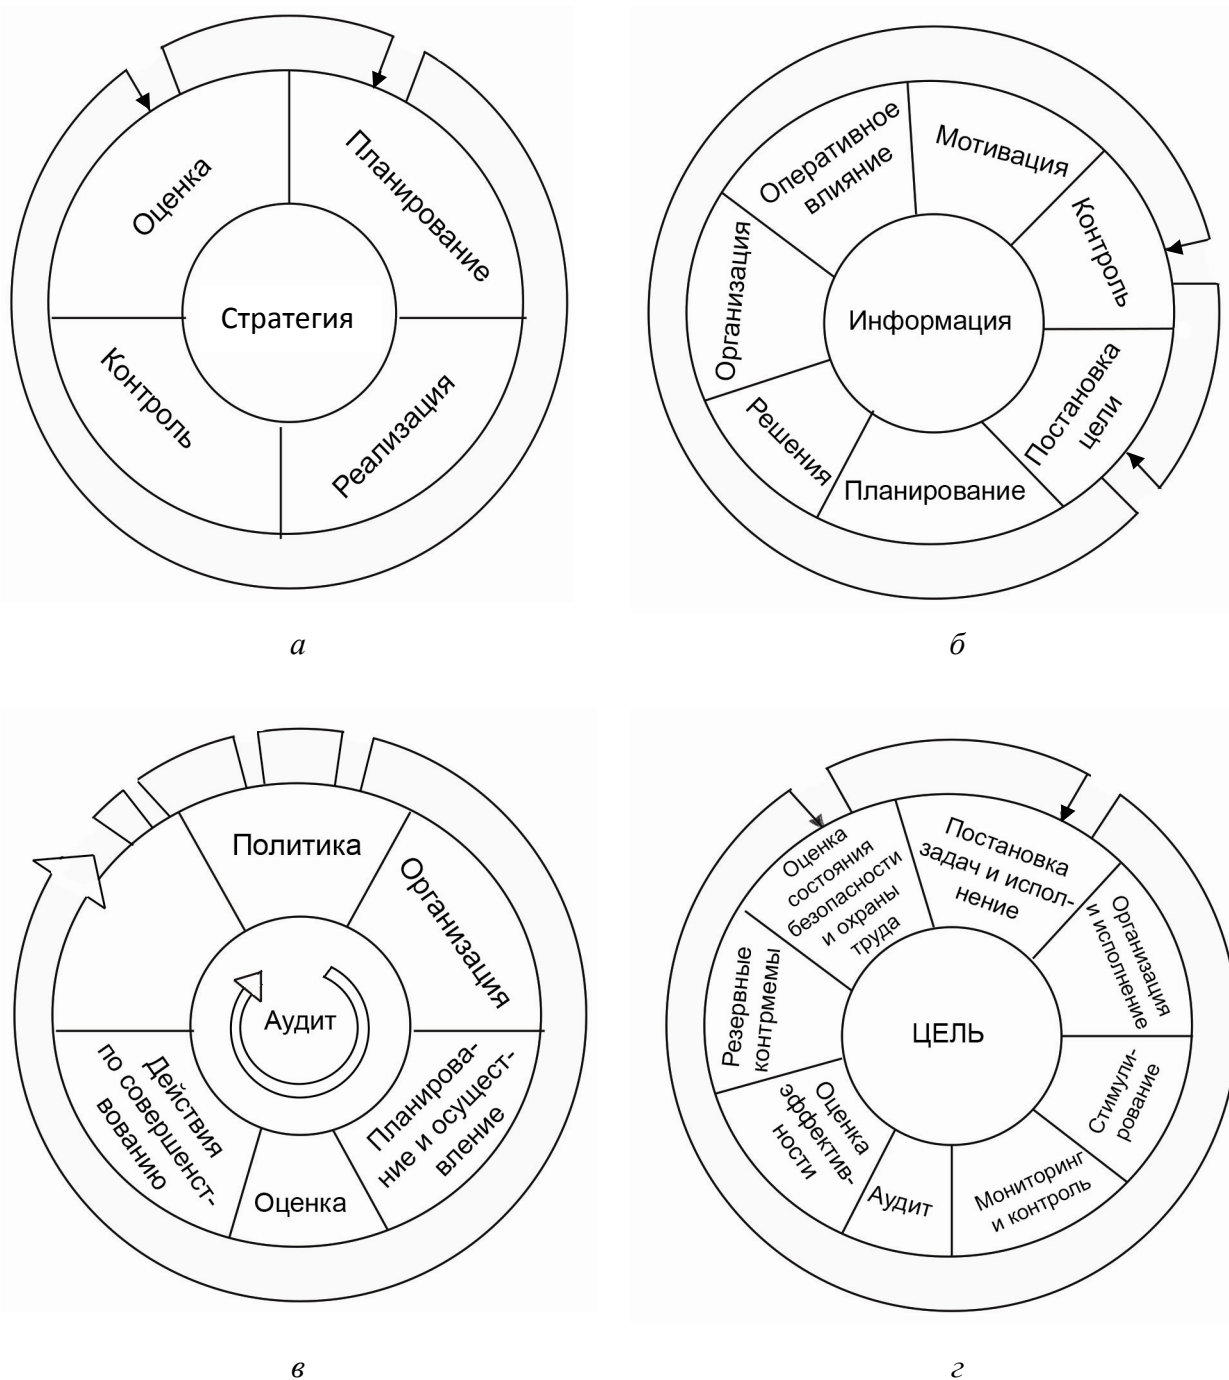 Оценка
Планирование
Стратегия
Контроль
Реализация
а
Оперативное
влияние
Мотивация
Контроль
Организация
Информация
Постановка
цели
Решения
Планирование
б
Политика
Организация
Аудит
Действия
по совершенст-
вованию
Оценка
Планирова-
ние и осущест-
вление
в
Оценка
состояния
безопасности
и охраны
труда
Постановка
задач и испол-
нение
Организация
и исполнение
Резервные
контрмемы
ЦЕЛЬ
Стимули-
рование
Оценка
эффектив-
ности
Аудит
Мониторинг
и контроль
г